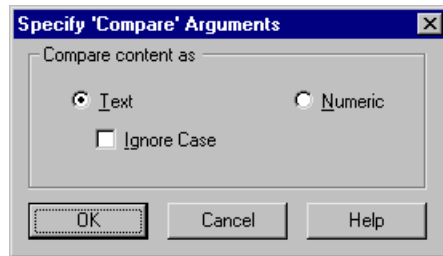 Specify 'Compare' Arguments
Compare content as
Text Numeric
Ignore Case
OK Cancel Help